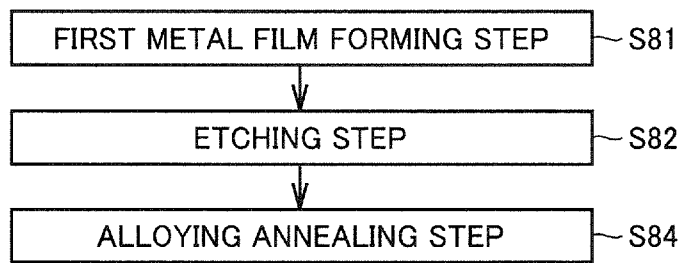 FIRST METAL FILM FORMING STEP S81
ETCHING STEP S82
ALLOYING ANNEALING STEP S84